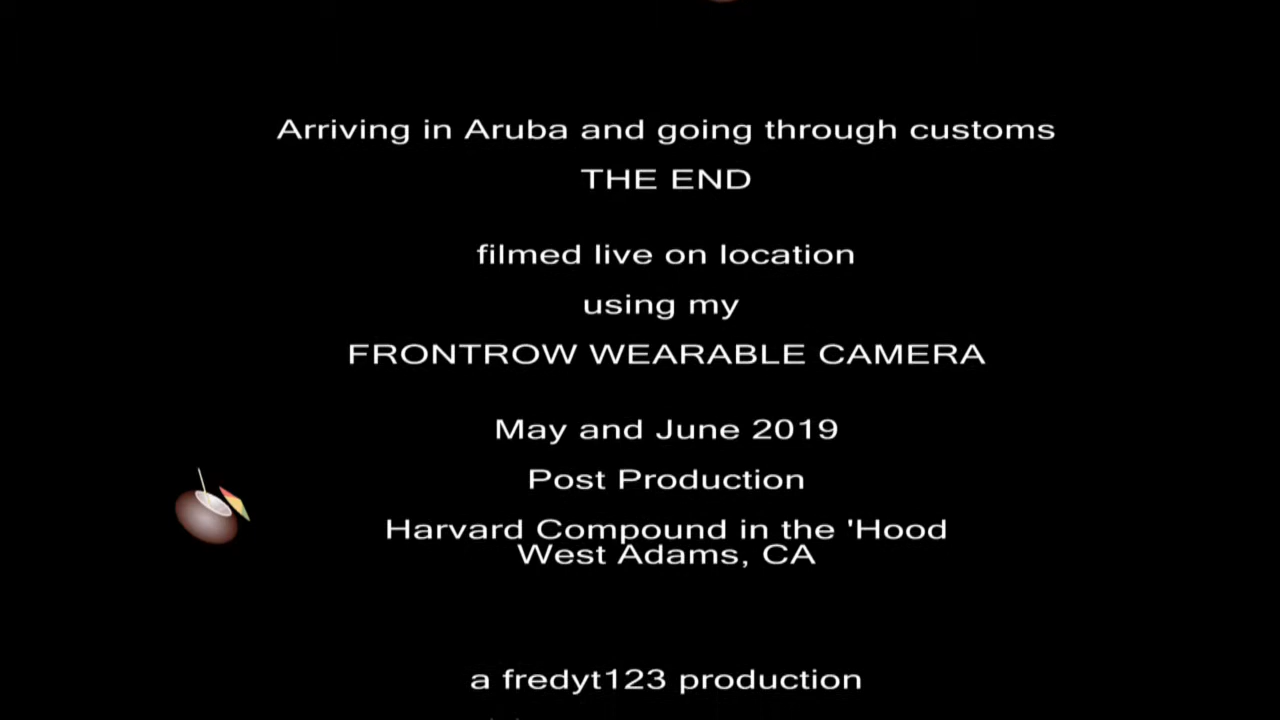 Arriving in Aruba and going through customs
THE END
filmed live on location
using my
FRONTROW WEARABLE CAMERA
May and June 2019
Post Production
Harvard Compound in the 'Hood
West Adams, CA
a fredyt123 production